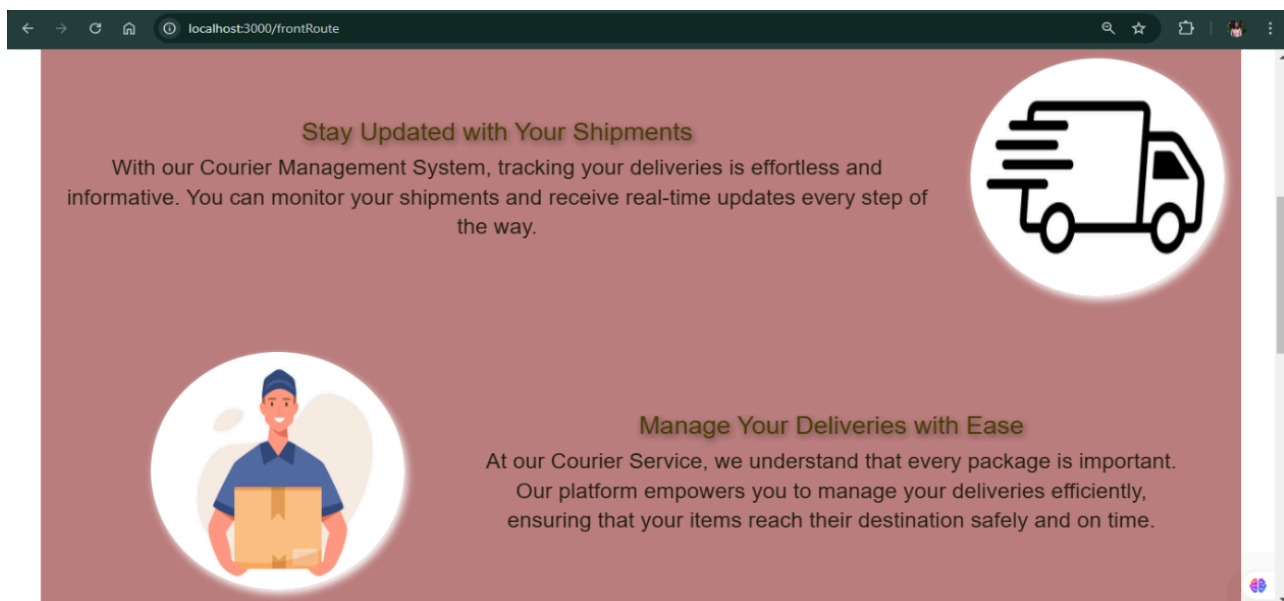 localhost:3000/frontRoute
Stay Updated with Your Shipments
With our Courier Management System, tracking your deliveries is effortless and
informative. You can monitor your shipments and receive real-time updates every step of
the way.
Manage Your Deliveries with Ease
At our Courier Service, we understand that every package is important.
Our platform empowers you to manage your deliveries efficiently,
ensuring that your items reach their destination safely and on time.